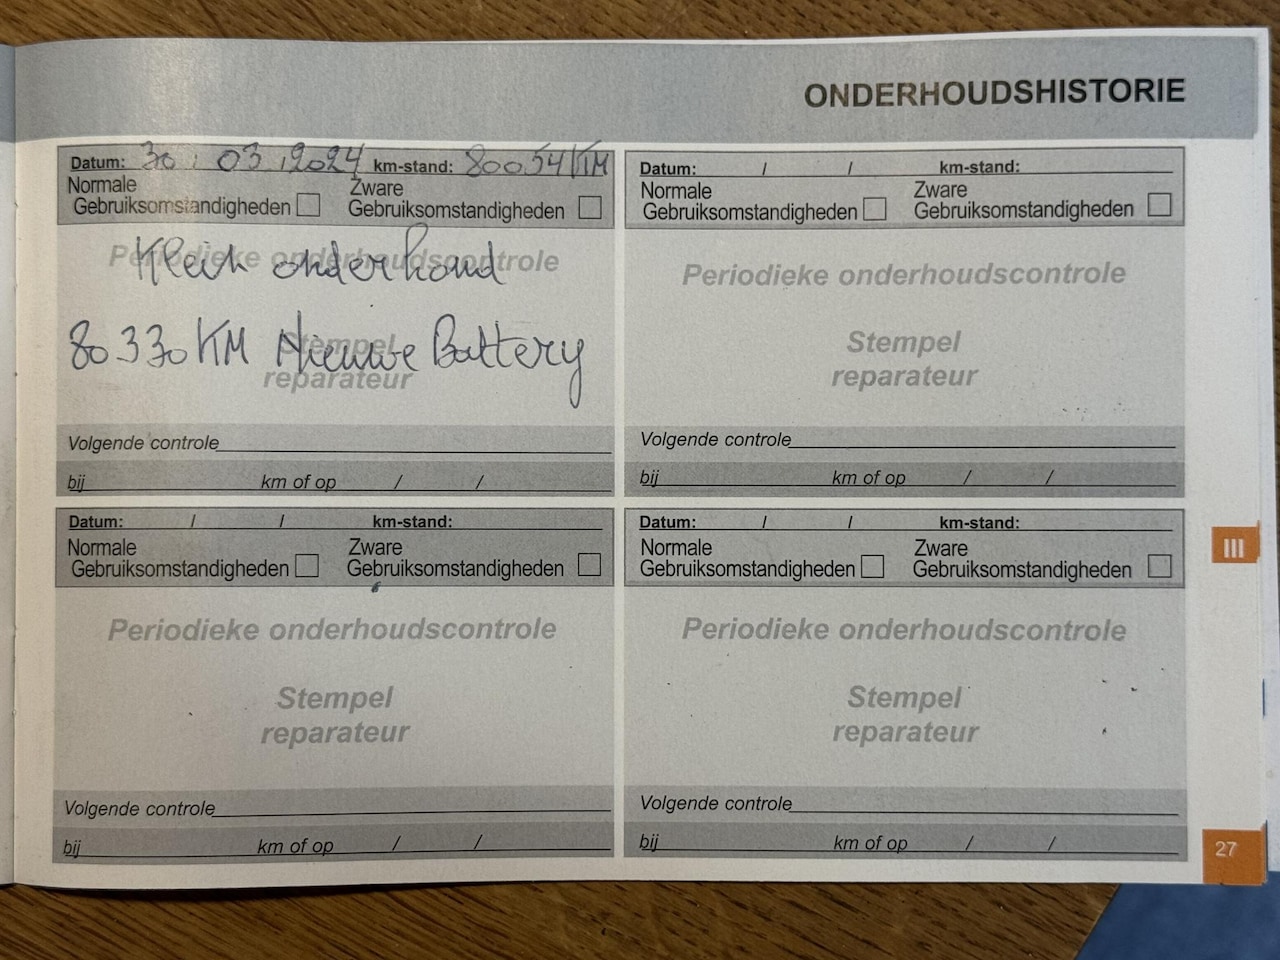 ONDERHOUDSHISTORIE
Datum: 30 / 03 / 2024 km-stand: 80054 KM
Normale Gebruiksomstandigheden
Zware Gebruiksomstandigheden
Periodieke onderhoudscontrole
Klein onderhoud
Stempel
80330 KM Nieuwe Battery
reparateur
Volgende controle
bij km of op / /
Datum: / / km-stand:
Normale Gebruiksomstandigheden
Zware Gebruiksomstandigheden
Periodieke onderhoudscontrole
Stempel
reparateur
Volgende controle
bij km of op / /
Datum: / / km-stand:
Normale Gebruiksomstandigheden
Zware Gebruiksomstandigheden
Periodieke onderhoudscontrole
Stempel
reparateur
Volgende controle
bij km of op / /
Datum: / / km-stand:
Normale Gebruiksomstandigheden
Zware Gebruiksomstandigheden
Periodieke onderhoudscontrole
Stempel
reparateur
Volgende controle
bij km of op / /
III
27